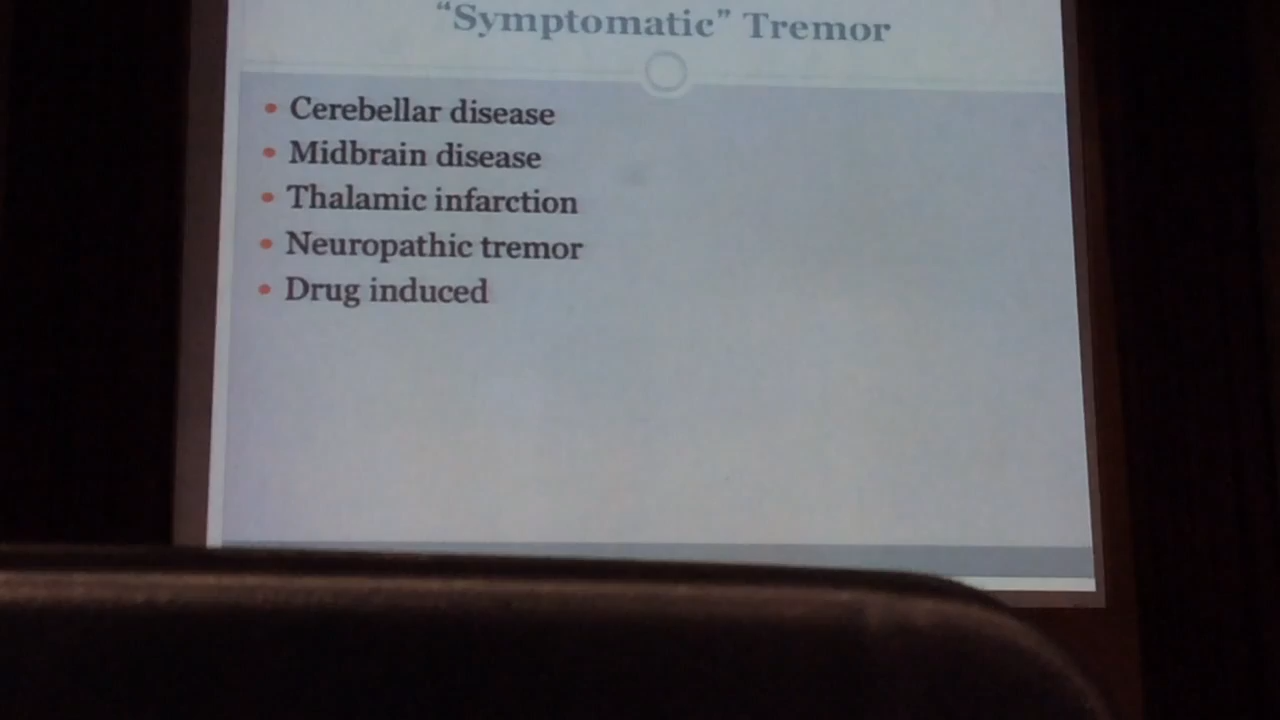 “Symptomatic” Tremor
• Cerebellar disease
• Midbrain disease
• Thalamic infarction
• Neuropathic tremor
• Drug induced